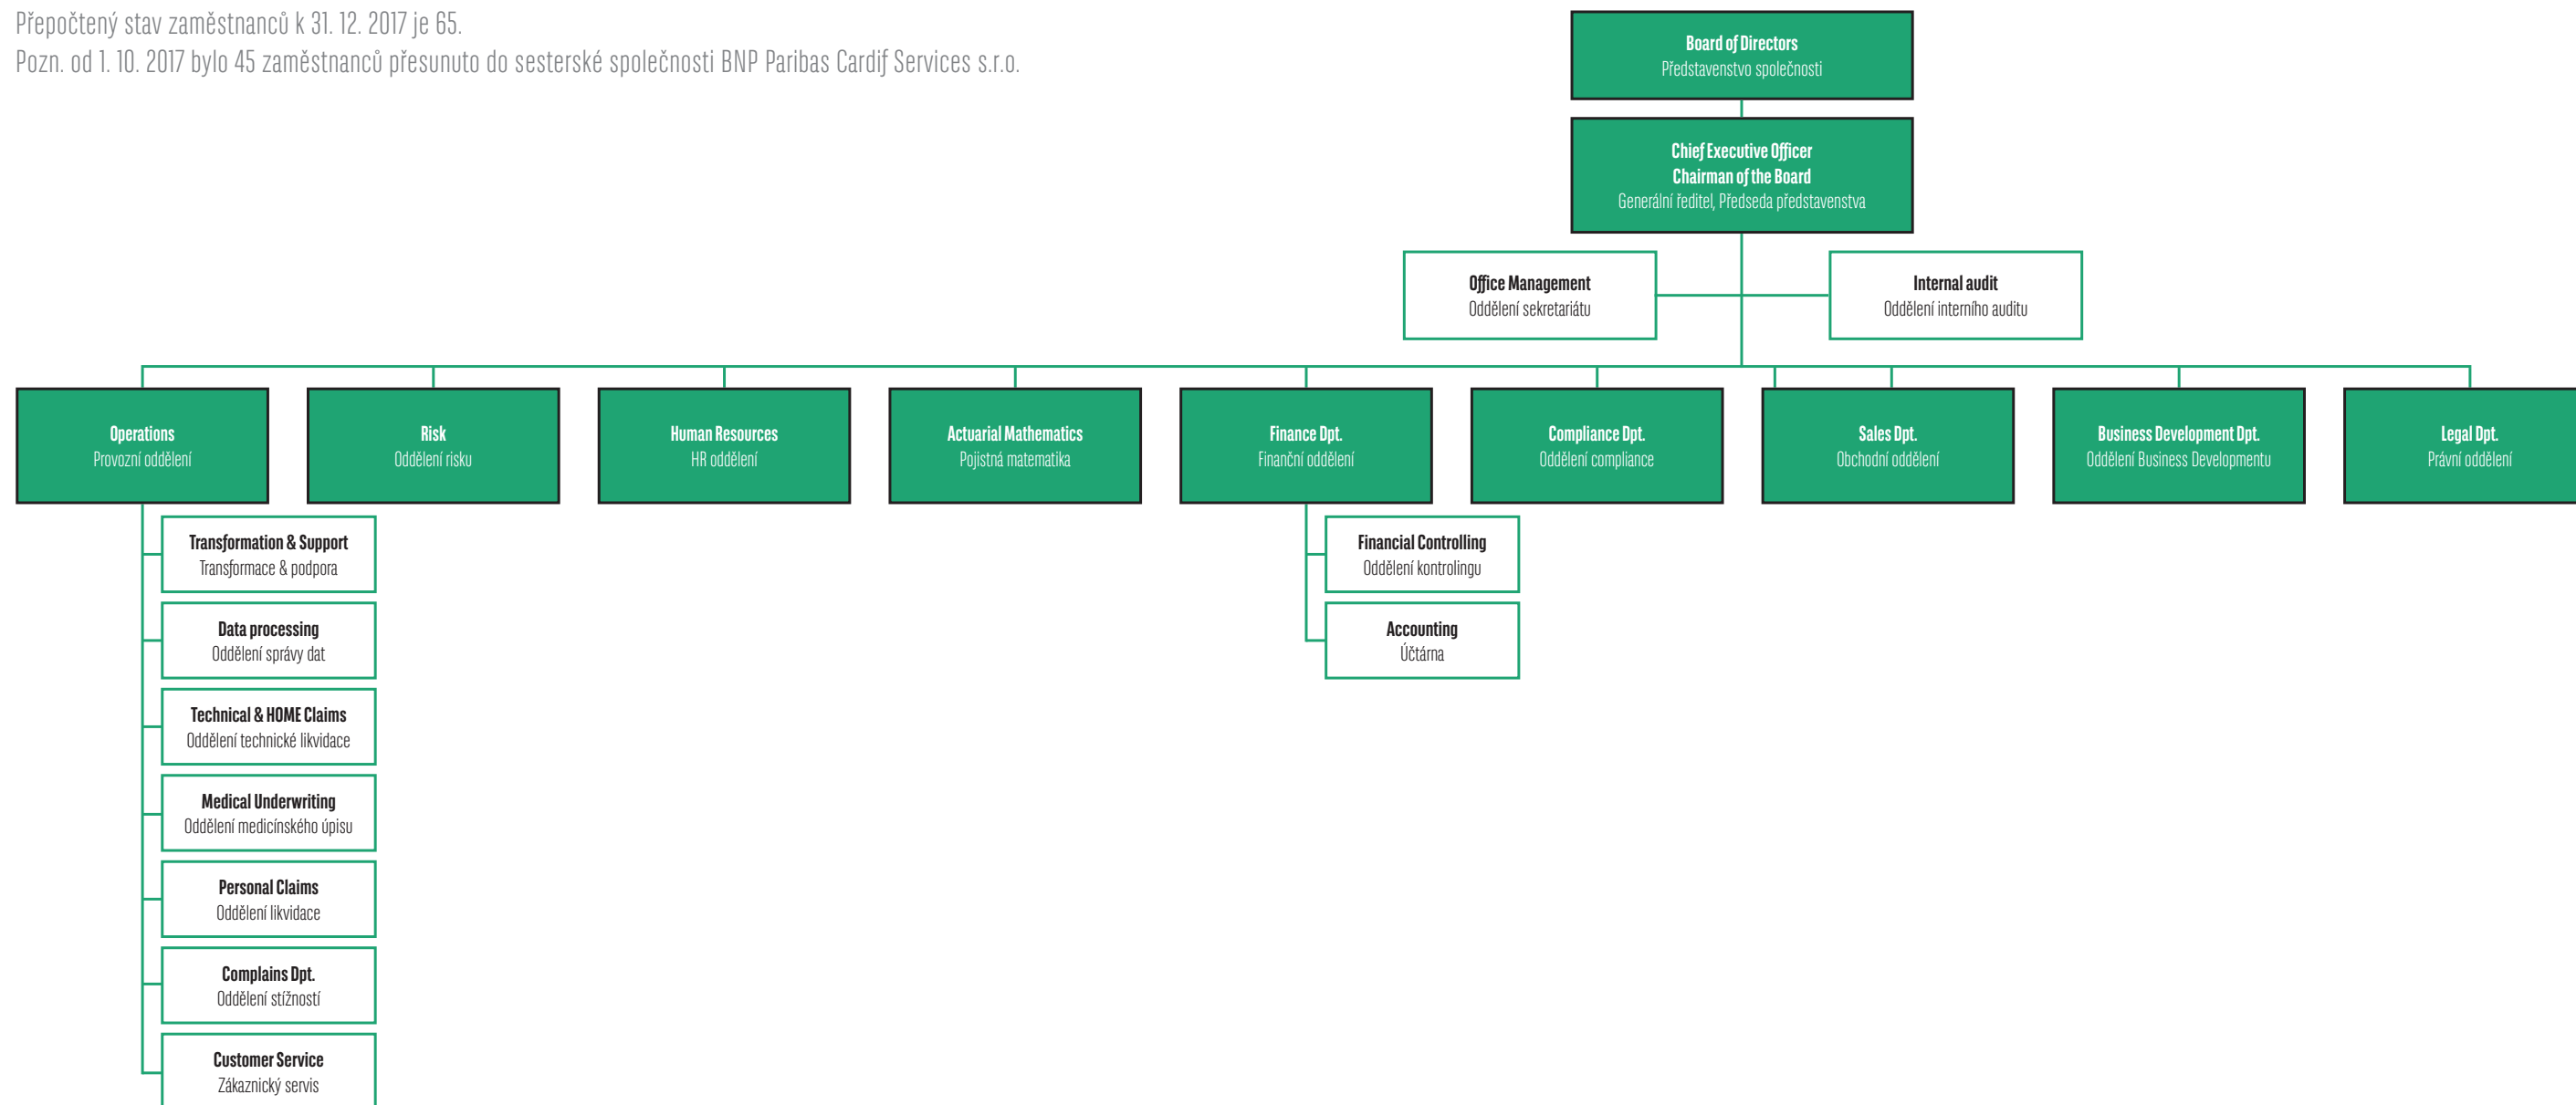 Přepočtený stav zaměstnanců k 31. 12. 2017 je 65.
Pozn. od 1. 10. 2017 bylo 45 zaměstnanců přesunuto do sesterské společnosti BNP Paribas Cardif Services s.r.o.
Board of Directors
Představenstvo společnosti
Chief Executive Officer
Chairman of the Board
Generální ředitel, Předseda představenstva
Office Management
Oddělení sekretariátu
Internal audit
Oddělení interního auditu
Operations
Provozní oddělení
Risk
Oddělení risku
Human Resources
HR oddělení
Actuarial Mathematics
Pojistná matematika
Finance Dpt.
Finanční oddělení
Compliance Dpt.
Oddělení compliance
Sales Dpt.
Obchodní oddělení
Business Development Dpt.
Oddělení Business Developmentu
Legal Dpt.
Právní oddělení
Transformation & Support
Transformace & podpora
Data processing
Oddělení správy dat
Technical & HOME Claims
Oddělení technické likvidace
Medical Underwriting
Oddělení medicínského úpisu
Personal Claims
Oddělení likvidace
Complains Dpt.
Oddělení stížností
Customer Service
Zákaznický servis
Financial Controlling
Oddělení kontrolingu
Accounting
Účtárna